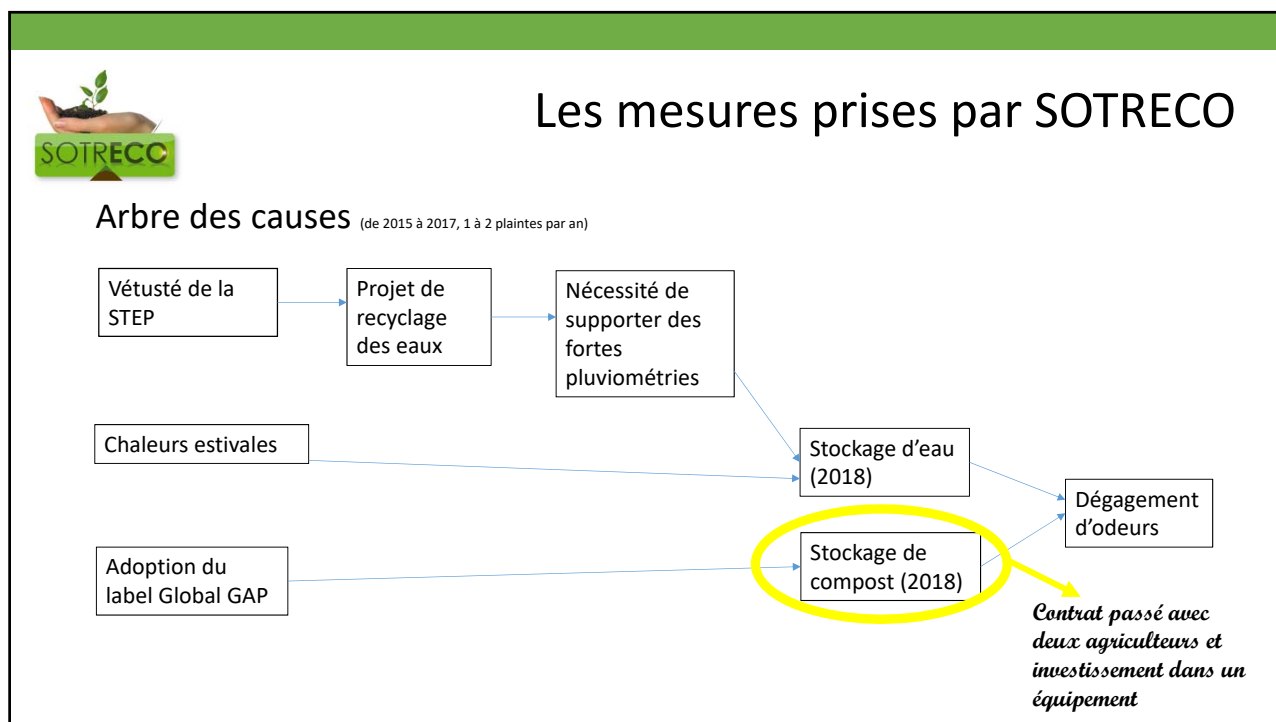 SOTRECO
Les mesures prises par SOTRECO
Arbre des causes (de 2015 à 2017, 1 à 2 plaintes par an)
Vétusté de la
STEP
Projet de
recyclage
des eaux
Nécessité de
supporter des
fortes
pluviométries
Chaleurs estivales
Stockage d’eau
(2018)
Dégagement
d’odeurs
Adoption du
label Global GAP
Stockage de
compost (2018)
Contrat passé avec
deux agriculteurs et
investissement dans un
équipement